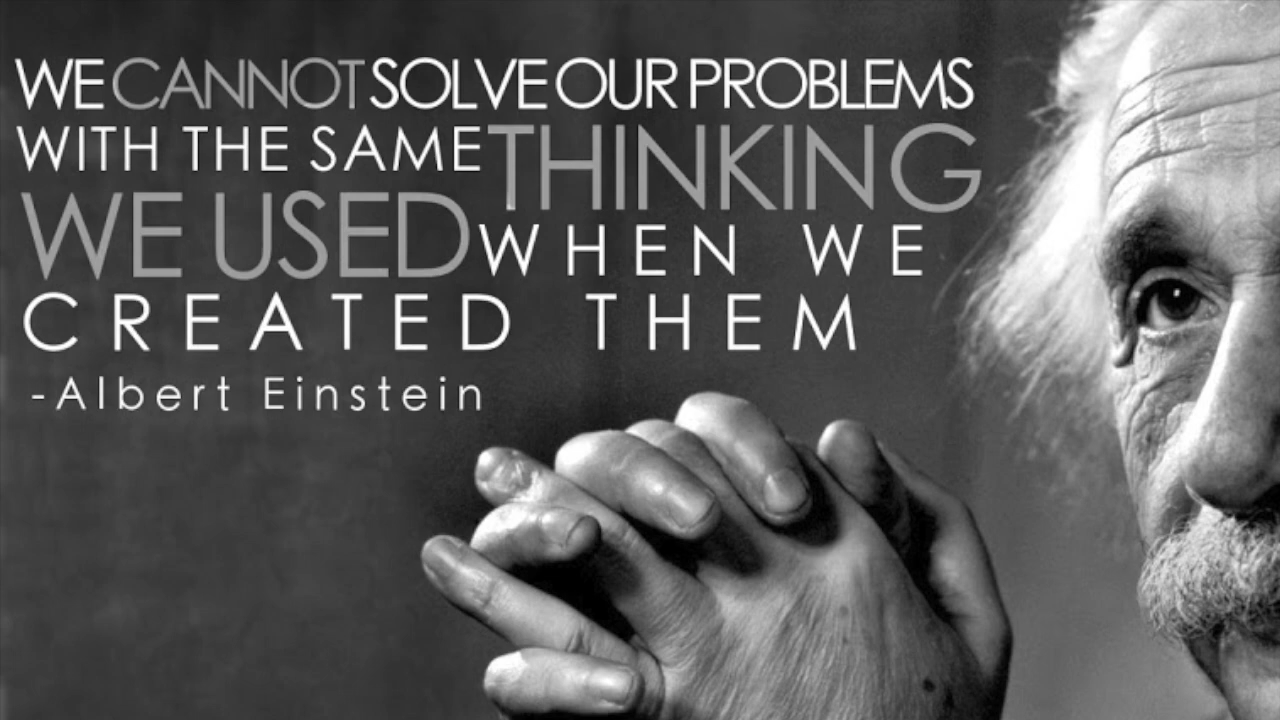 WE CANNOT SOLVE OUR PROBLEMS
WITH THE SAME THINKING
WE USED WHEN WE
CREATED THEM
-Albert Einstein